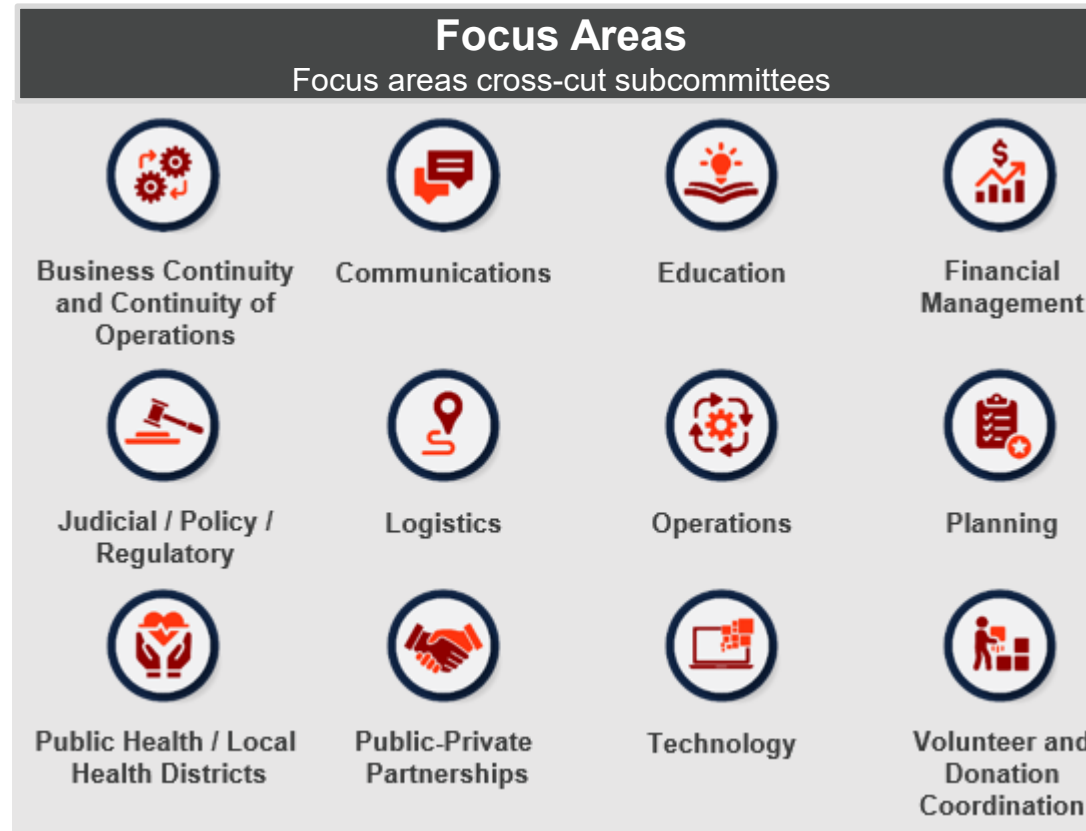 Focus Areas
Focus areas cross-cut subcommittees
Business Continuity
and Continuity of
Operations
Communications
Education
Financial
Management
Judicial / Policy /
Regulatory
Logistics
Operations
Planning
Public Health / Local
Health Districts
Public-Private
Partnerships
Technology
Volunteer and
Donation
Coordination